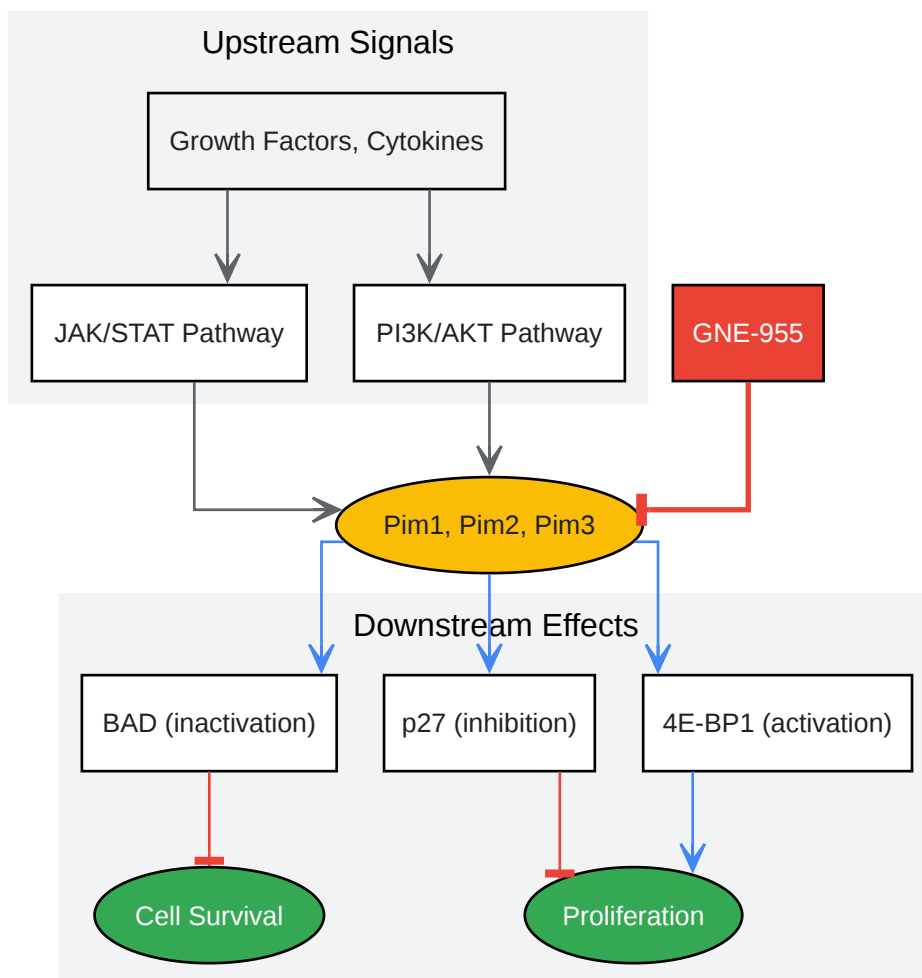 Upstream Signals
Growth Factors, Cytokines
JAK/STAT Pathway
PI3K/AKT Pathway
GNE-955
Pim1, Pim2, Pim3
Downstream Effects
BAD (inactivation)
p27 (inhibition)
4E-BP1 (activation)
Cell Survival
Proliferation